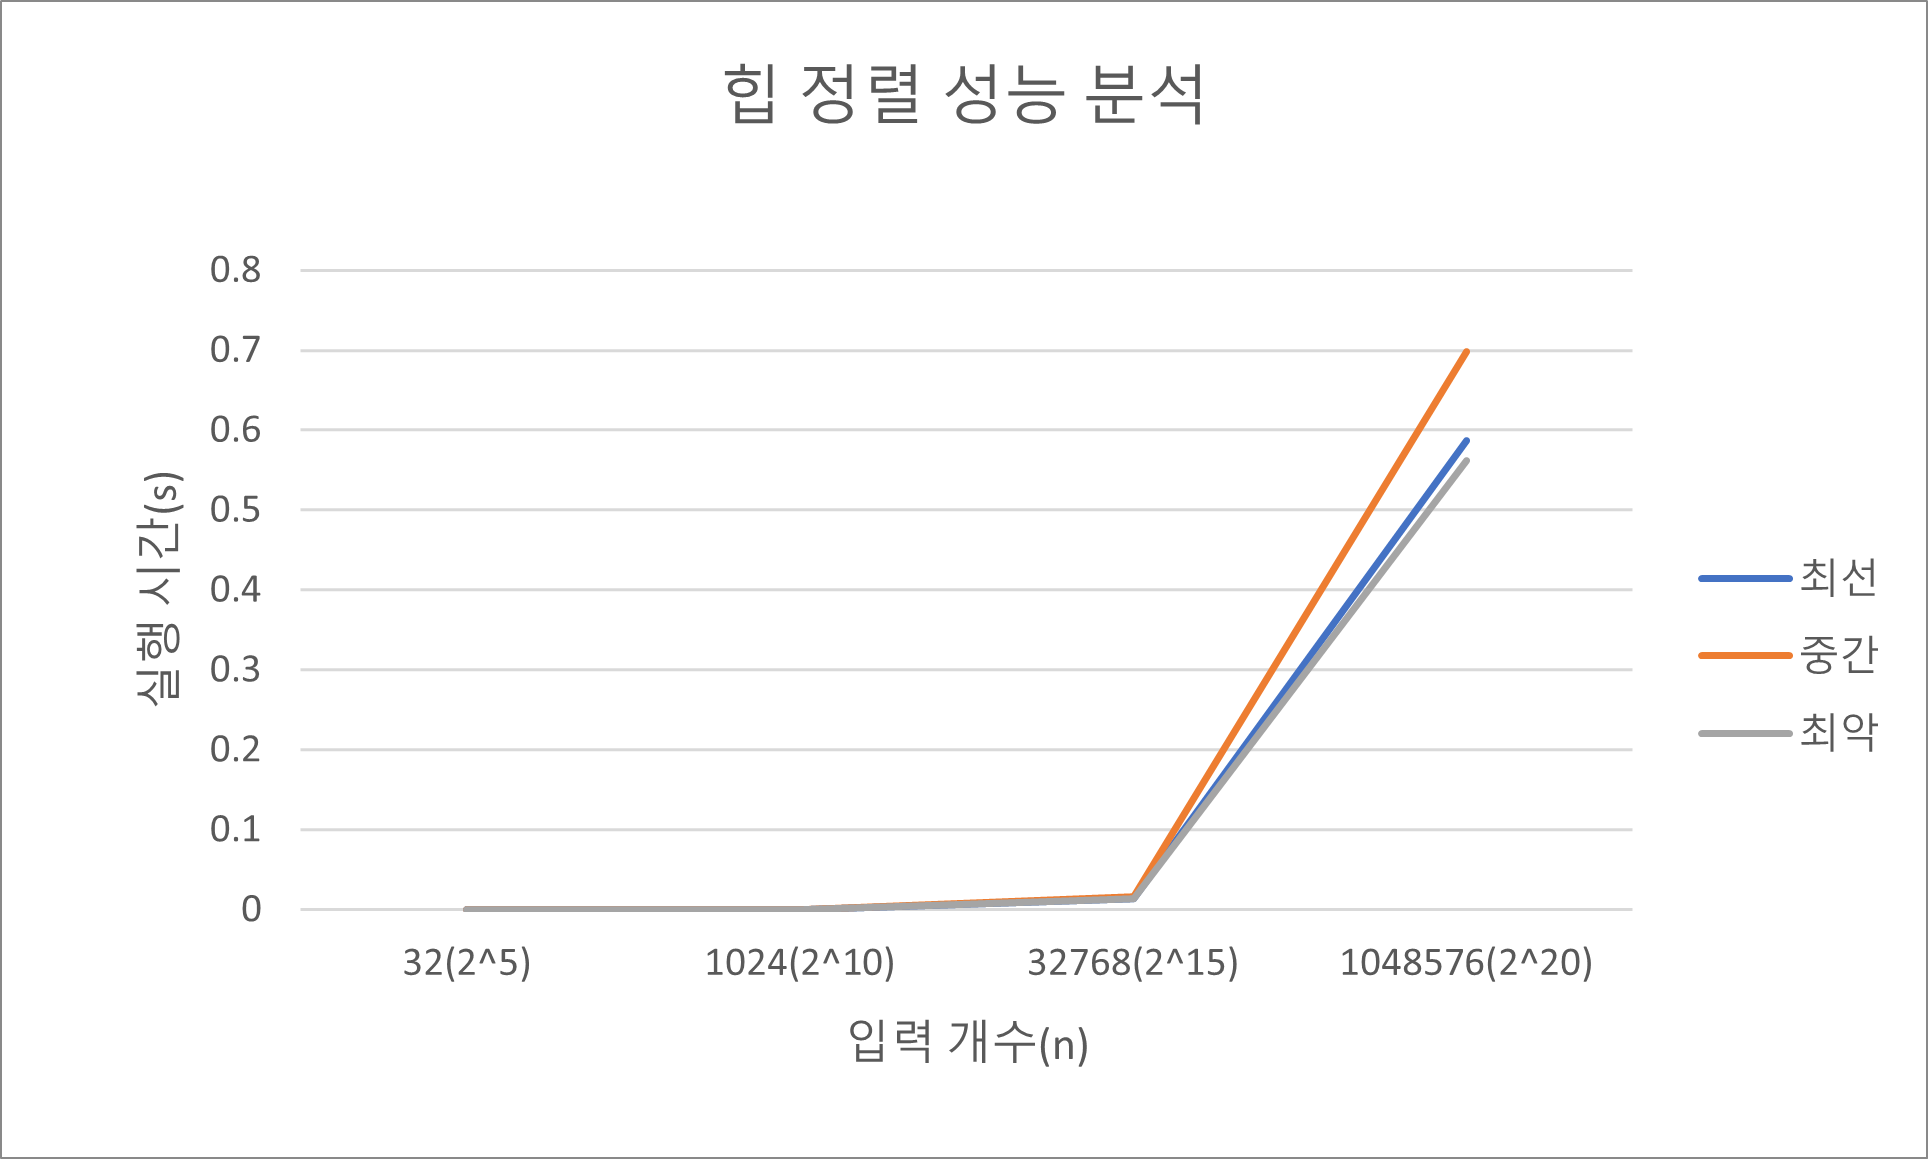 힙 정렬 성능 분석
0.8
0.7
0.6
0.5
0.4
0.3
0.2
0.1
0
실행 시간(s)
32(2^5)
1024(2^10)
32768(2^15)
1048576(2^20)
입력 개수(n)
최선
중간
최악